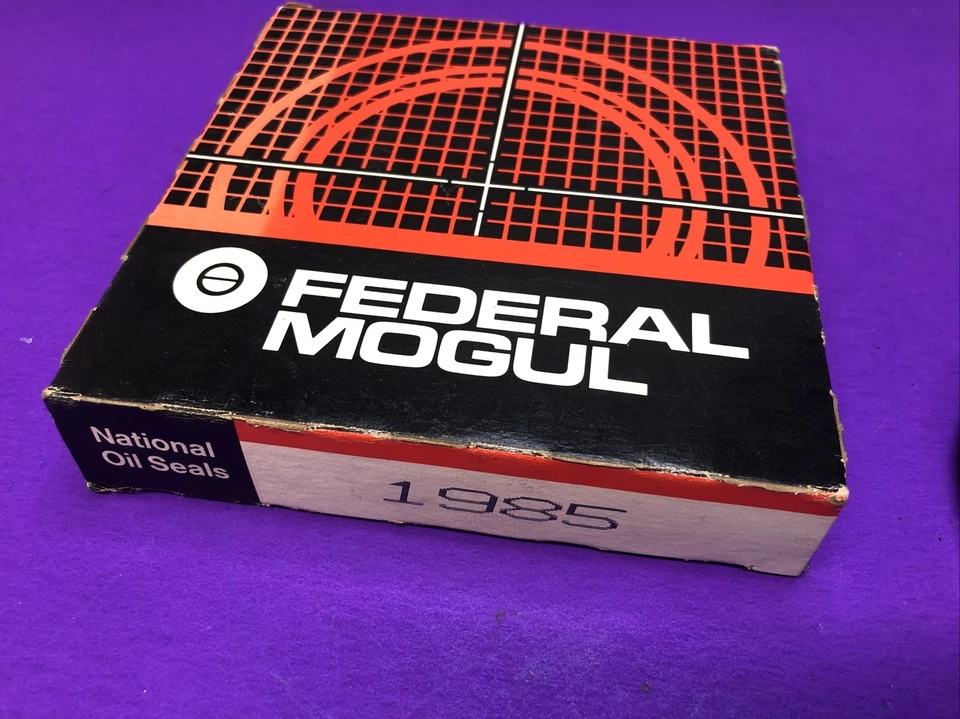 FEDERAL
MOGUL
National
Oil Seals
1985